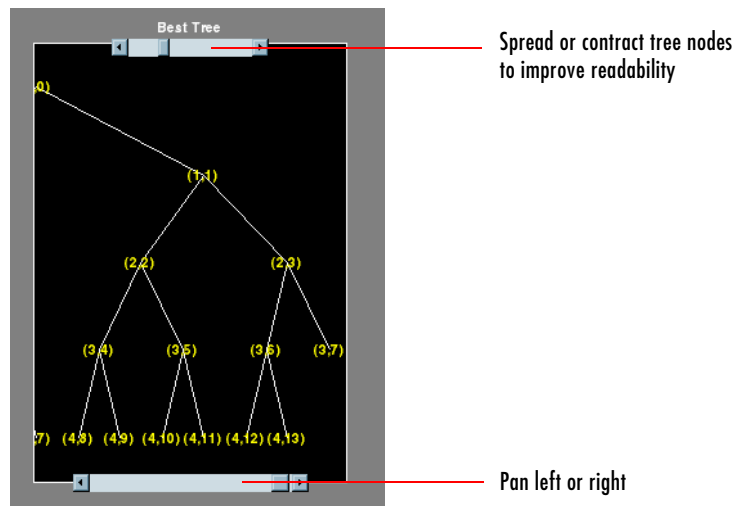 Best Tree
Spread or contract tree nodes
to improve readability
,0)
(1,1)
(2,2) (2,3)
(3,4) (3,5) (3,6) (3,7)
,7) (4,8) (4,9) (4,10) (4,11) (4,12) (4,13)
Pan left or right